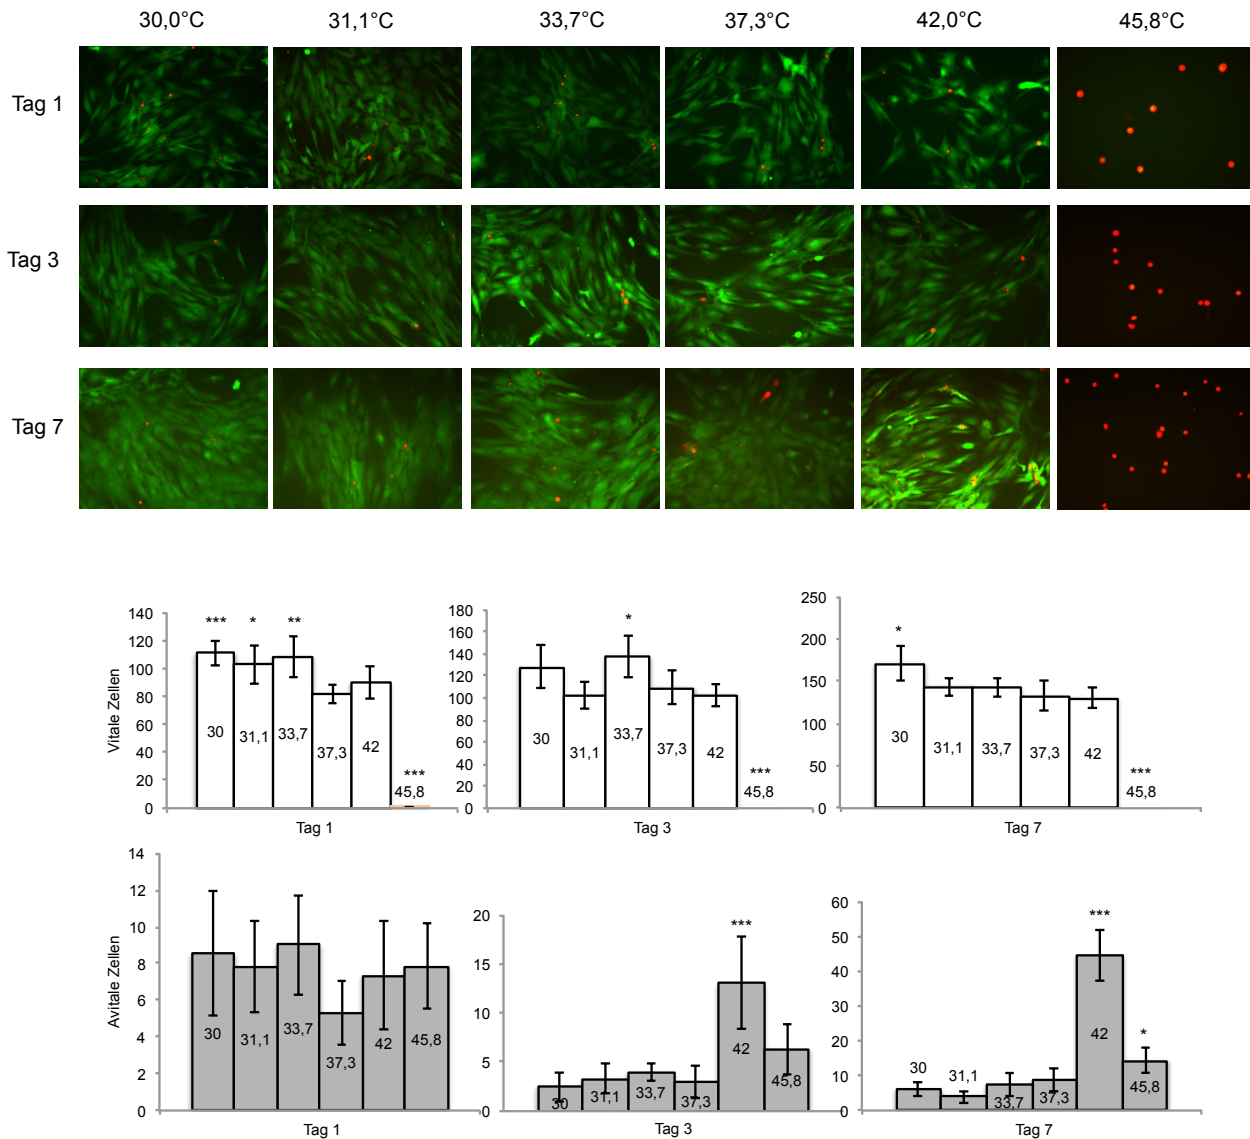 30,0°C 31,1°C 33,7°C 37,3°C 42,0°C 45,8°C
Tag 1
Tag 3
Tag 7
Vitale Zellen
140
120
100
80
60
40
20
0
*** * ** ***
30 31,1 33,7 37,3 42 45,8
Tag 1
180
160
140
120
100
80
60
40
20
0
* ***
30 31,1 33,7 37,3 42 45,8
Tag 3
250
200
150
100
50
0
* ***
30 31,1 33,7 37,3 42 45,8
Tag 7
Avitale Zellen
14
12
10
8
6
4
2
0
30 31,1 33,7 37,3 42 45,8
Tag 1
20
15
10
5
0
***
30 31,1 33,7 37,3 42 45,8
Tag 3
60
50
40
30
20
10
0
*** *
30 31,1 33,7 37,3 42 45,8
Tag 7